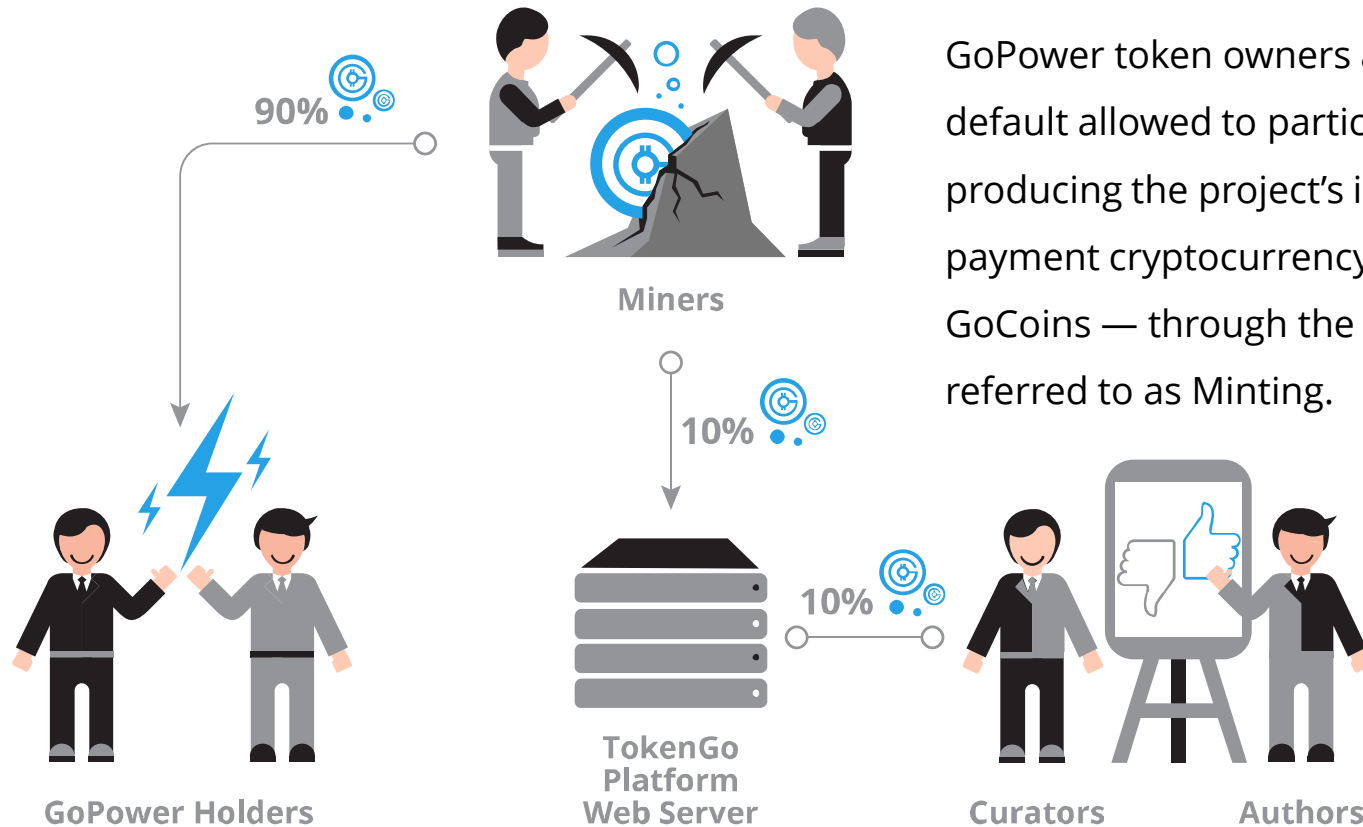 90%
Miners
GoPower token owners a
default allowed to partic
producing the project’s i
payment cryptocurrency
GoCoins — through the
referred to as Minting.
10%
10%
GoPower Holders
TokenGo
Platform
Web Server
Curators
Authors